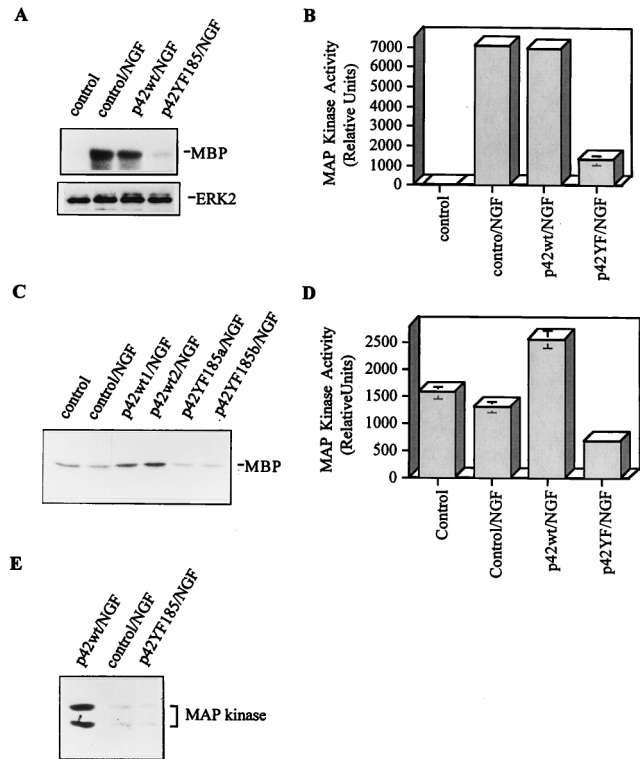 A
control
control/NGF
p42wt/NGF
p42YF185/NGF
-MBP
-ERK2
B
MAP Kinase Activity
(Relative Units)
7000
6000
5000
4000
3000
2000
1000
0
control
contro/NGF
p42wt/NGF
p42YF/NGF
C
control
control/NGF
p42wt1/NGF
p42wt2/NGF
p42YF185a/NGF
p42YF185b/NGF
-MBP
D
MAP Kinase Activity
(RelativeUnits)
2500
2000
1500
1000
500
0
Control
Control/NGF
p42wt/NGF
p42YF/NGF
E
p42wt/NGF
control/NGF
p42YF185/NGF
MAP kinase